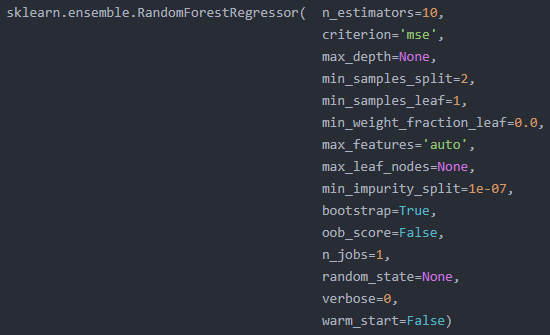 sklearn.ensemble.RandomForestRegressor(  n_estimators=10,
criterion='mse',
max_depth=None,
min_samples_split=2,
min_samples_leaf=1,
min_weight_fraction_leaf=0.0,
max_features='auto',
max_leaf_nodes=None,
min_impurity_split=1e-07,
bootstrap=True,
oob_score=False,
n_jobs=1,
random_state=None,
verbose=0,
warm_start=False)